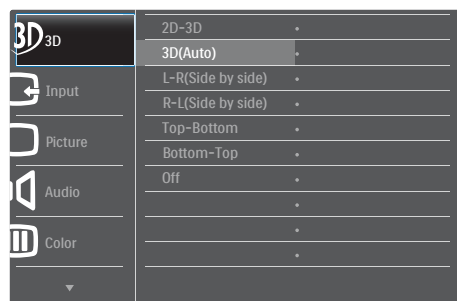 3D 3D
Input
Picture
Audio
Color
2D-3D
3D(Auto)
L-R(Side by side)
R-L(Side by side)
Top-Bottom
Bottom-Top
Off